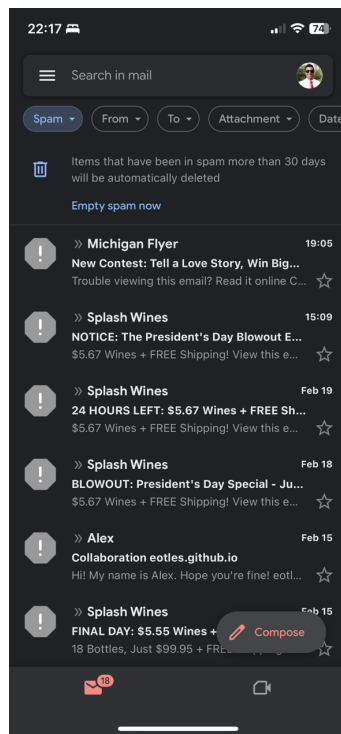 22:17
74
Search in mail
Spam From To Attachment Date
Items that have been in spam more than 30 days
will be automatically deleted
Empty spam now
Michigan Flyer 19:05
New Contest: Tell a Love Story, Win Big...
Trouble viewing this email? Read it online C...
Splash Wines 15:09
NOTICE: The President's Day Blowout E...
$5.67 Wines + FREE Shipping! View this e...
Splash Wines Feb 19
24 HOURS LEFT: $5.67 Wines + FREE Sh...
$5.67 Wines + FREE Shipping! View this e...
Splash Wines Feb 18
BLOWOUT: President's Day Special - Ju...
$5.67 Wines + FREE Shipping! View this e...
Alex Feb 15
Collaboration eotles.github.io
Hi! My name is Alex. Hope you're fine! eotl...
Splash Wines Feb 15
FINAL DAY: $5.55 Wines +
18 Bottles, Just $99.95 +
Compose
18